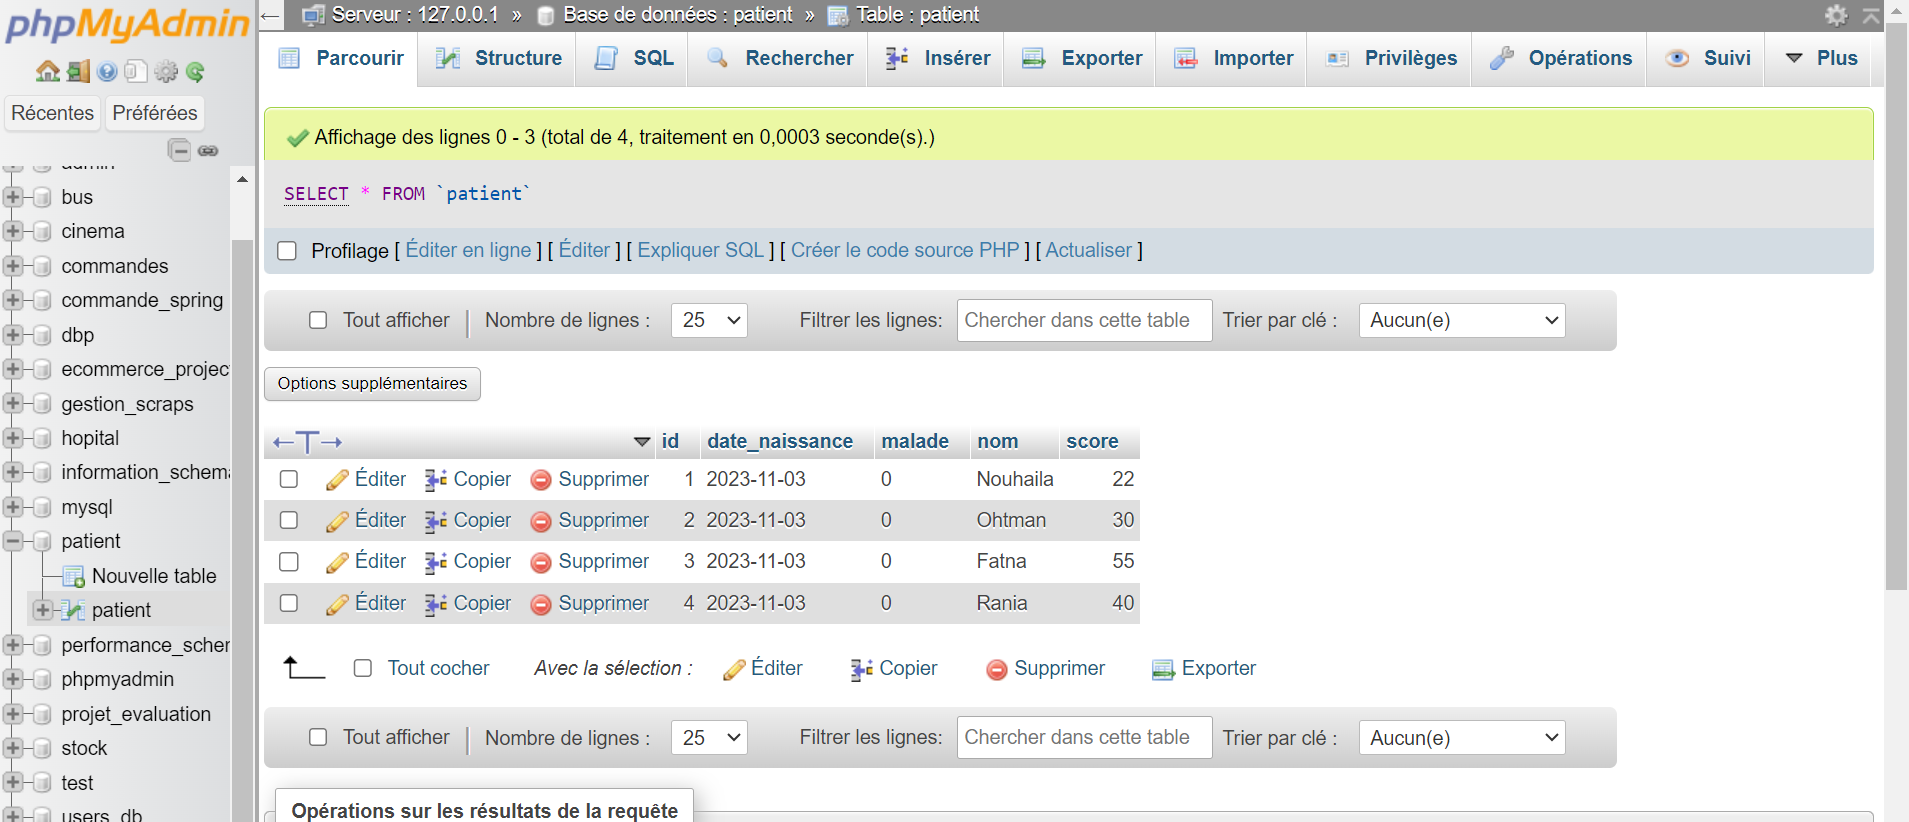 phpMyAdmin
Récentes Préférées
admin
bus
cinema
commandes
commande_spring
dbp
ecommerce_projec
gestion_scraps
hopital
information_schema
mysql
patient
Nouvelle table
patient
performance_scher
phpmyadmin
projet_evaluation
stock
test
users_db
Serveur : 127.0.0.1 » Base de données : patient » Table : patient
Parcourir Structure SQL Rechercher Insérer Exporter Importer Privilèges Opérations Suivi Plus
Affichage des lignes 0 - 3 (total de 4, traitement en 0,0003 seconde(s).)
SELECT * FROM `patient`
Profilage [ Éditer en ligne ] [ Éditer ] [ Expliquer SQL ] [ Créer le code source PHP ] [ Actualiser ]
Tout afficher | Nombre de lignes : 25 Filtrer les lignes: Chercher dans cette table Trier par clé : Aucun(e)
Options supplémentaires
←T→ id date_naissance malade nom score
Éditer Copier Supprimer 1 2023-11-03 0 Nouhaila 22
Éditer Copier Supprimer 2 2023-11-03 0 Ohtman 30
Éditer Copier Supprimer 3 2023-11-03 0 Fatna 55
Éditer Copier Supprimer 4 2023-11-03 0 Rania 40
Tout cocher Avec la sélection : Éditer Copier Supprimer Exporter
Tout afficher | Nombre de lignes : 25 Filtrer les lignes: Chercher dans cette table Trier par clé : Aucun(e)
Opérations sur les résultats de la requête